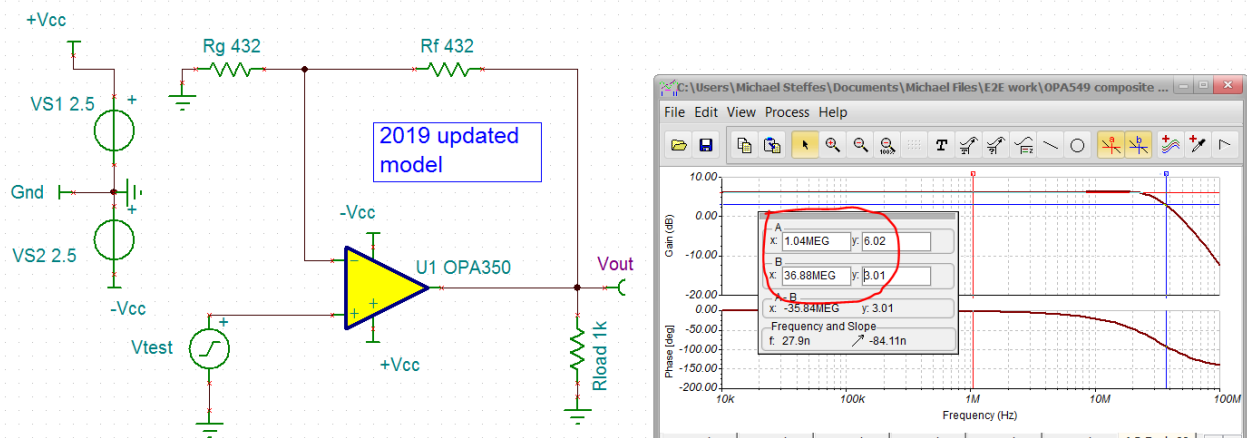 +Vcc
Rg 432
Rf 432
VS1 2.5
+
2019 updated
model
Gnd
+
VS2 2.5
-Vcc
-Vcc
U1 OPA350
Vout
+
+
+Vcc
+
Vtest
Rload 1k
C:\Users\Michael Steffes\Documents\Michael Files\E2E work\OPA549 composite ...
File Edit View Process Help
100%
T
a
b
10.00
0.00
-10.00
-20.00
Gain (dB)
A
x: 1.04MEG y: 6.02
B
x: 36.88MEG y: 3.01
A - B
x: -35.84MEG y: 3.01
Frequency and Slope
f: 27.9n -84.11n
0.00
-50.00
-100.00
-150.00
-200.00
Phase [deg]
10k 100k 1M 10M 100M
Frequency (Hz)